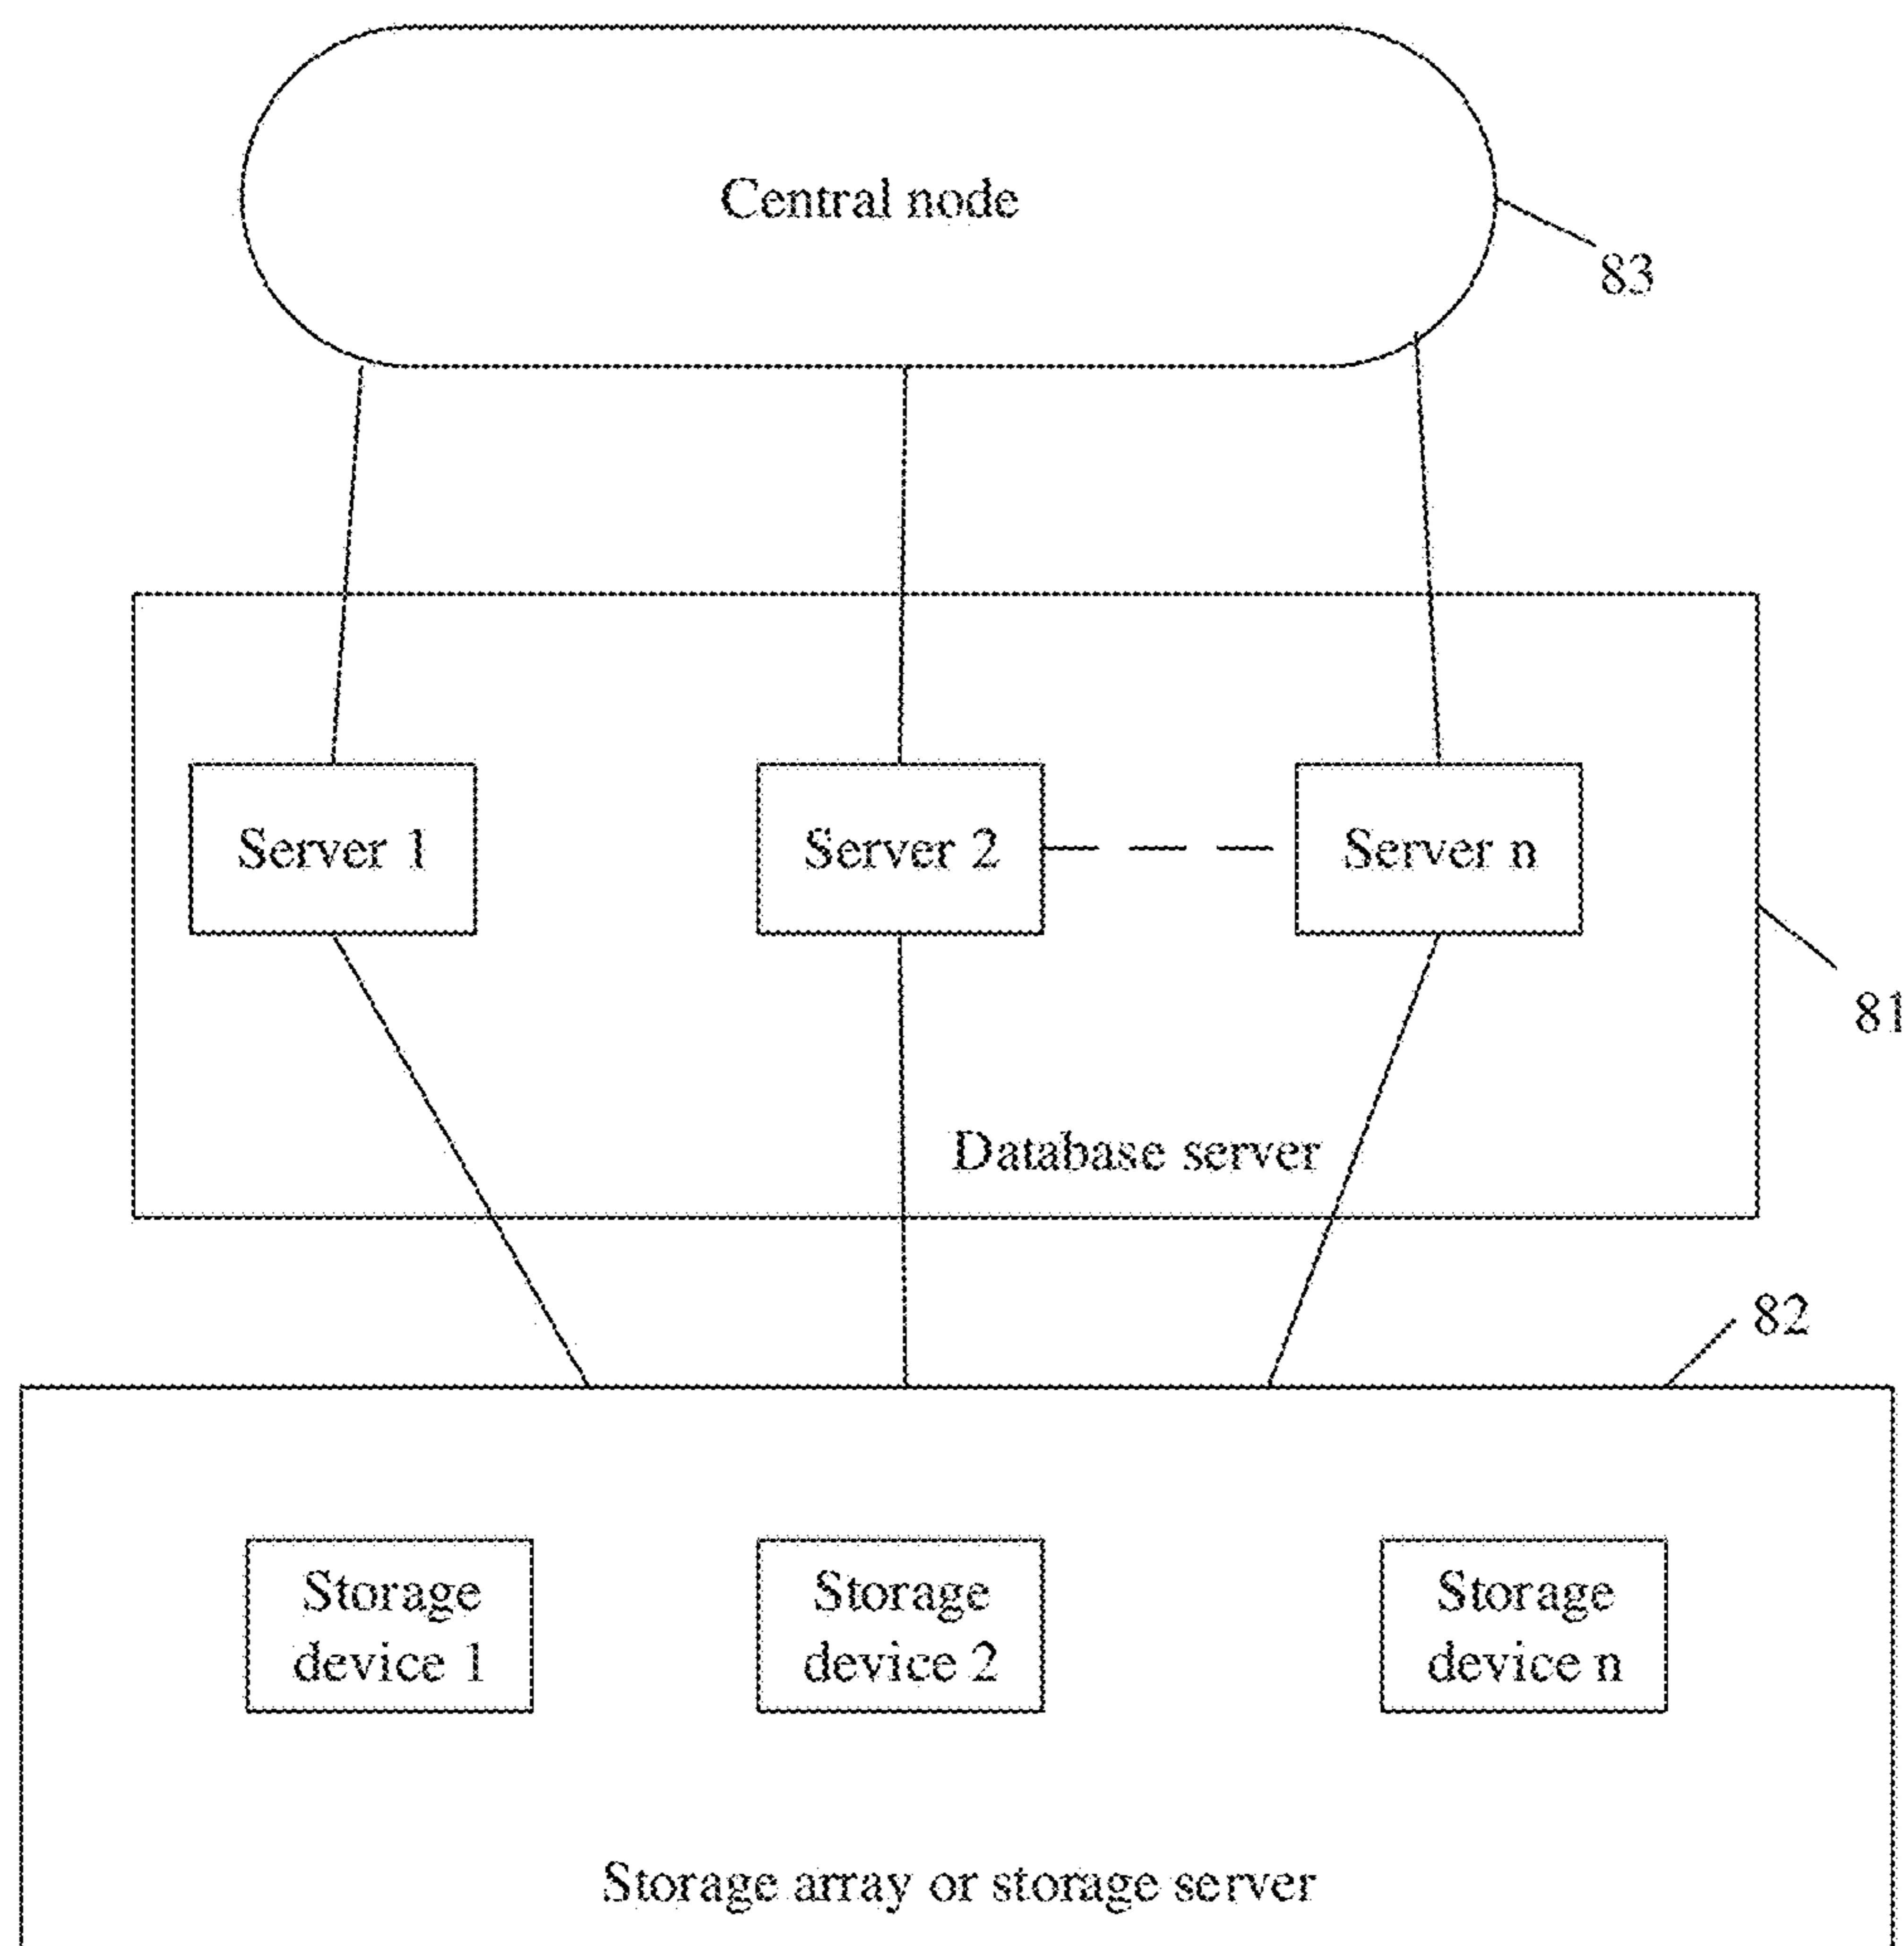 Central node
83
Server 1
Server 2
Server n
81
Database server
82
Storage
device 1
Storage
device 2
Storage
device n
Storage array or storage server